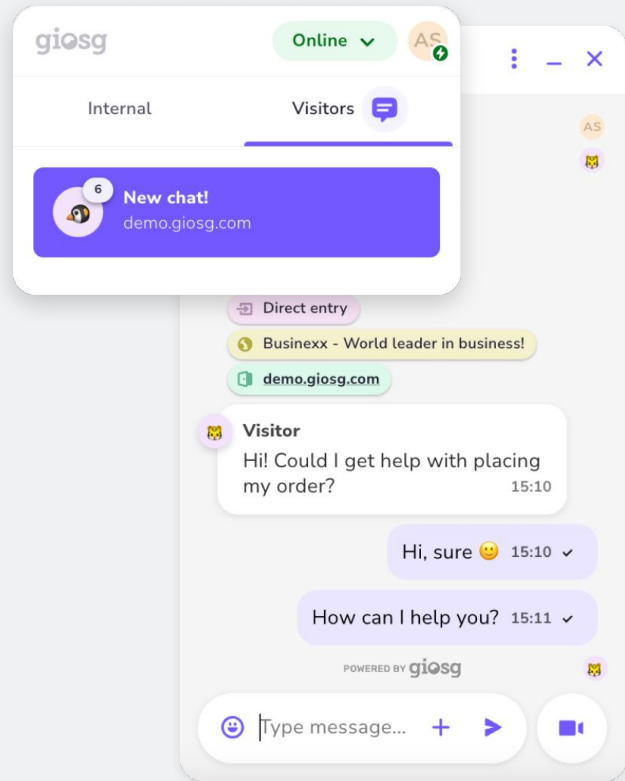 giosg
Online
AS
Internal
Visitors
6
New chat!
demo.giosg.com
AS
Direct entry
Businexx - World leader in business!
demo.giosg.com
Visitor
Hi! Could I get help with placing
my order? 15:10
Hi, sure 🙂 15:10 ✓
How can I help you? 15:11 ✓
POWERED BY giosg
Type message...